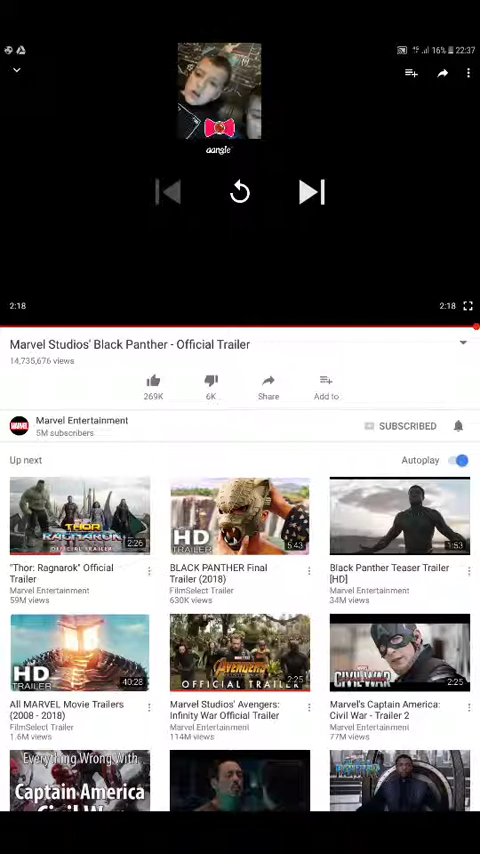 16% 22:37
aangle
2:18
2:18
Marvel Studios' Black Panther - Official Trailer
14,735,676 views
269K
6K
Share
Add to
MARVEL
Marvel Entertainment
5M subscribers
SUBSCRIBED
Up next
Autoplay
THOR
RAGNAROK
OFFICIAL TRAILER
2:26
"Thor: Ragnarok" Official
Trailer
Marvel Entertainment
59M views
HD
TRAILER
5:43
BLACK PANTHER Final
Trailer (2018)
FilmSelect Trailer
630K views
1:53
Black Panther Teaser Trailer
[HD]
Marvel Entertainment
34M views
HD
TRAILER
40:28
All MARVEL Movie Trailers
(2008 - 2018)
FilmSelect Trailer
1.6M views
AVENGERS
OFFICIAL TRAILER
2:25
Marvel Studios' Avengers:
Infinity War Official Trailer
Marvel Entertainment
114M views
CIVIL WAR
2:25
Marvel's Captain America:
Civil War - Trailer 2
Marvel Entertainment
77M views
Everything Wrong With
Captain America
Civil War